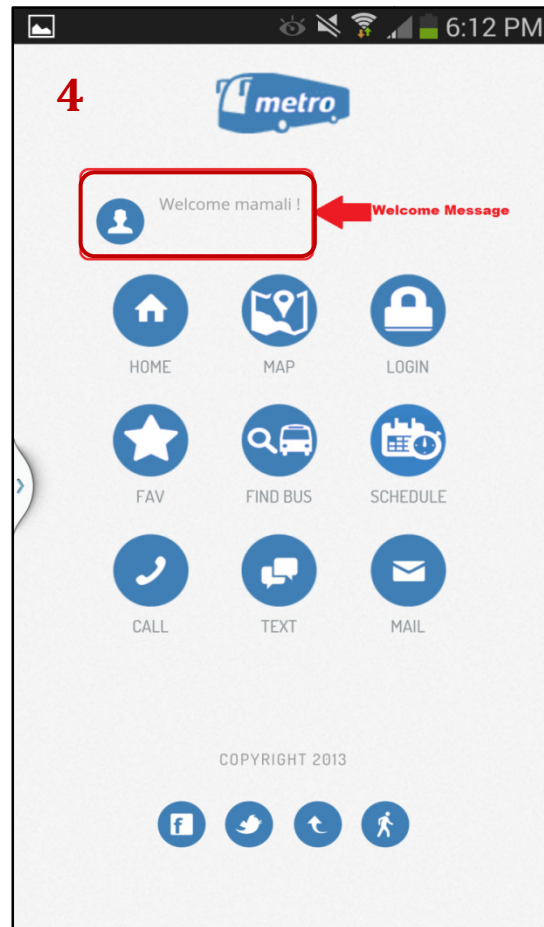 6:12 PM
4
metro
Welcome mamali !
Welcome Message
HOME MAP LOGIN
FAV FIND BUS SCHEDULE
CALL TEXT MAIL
COPYRIGHT 2013